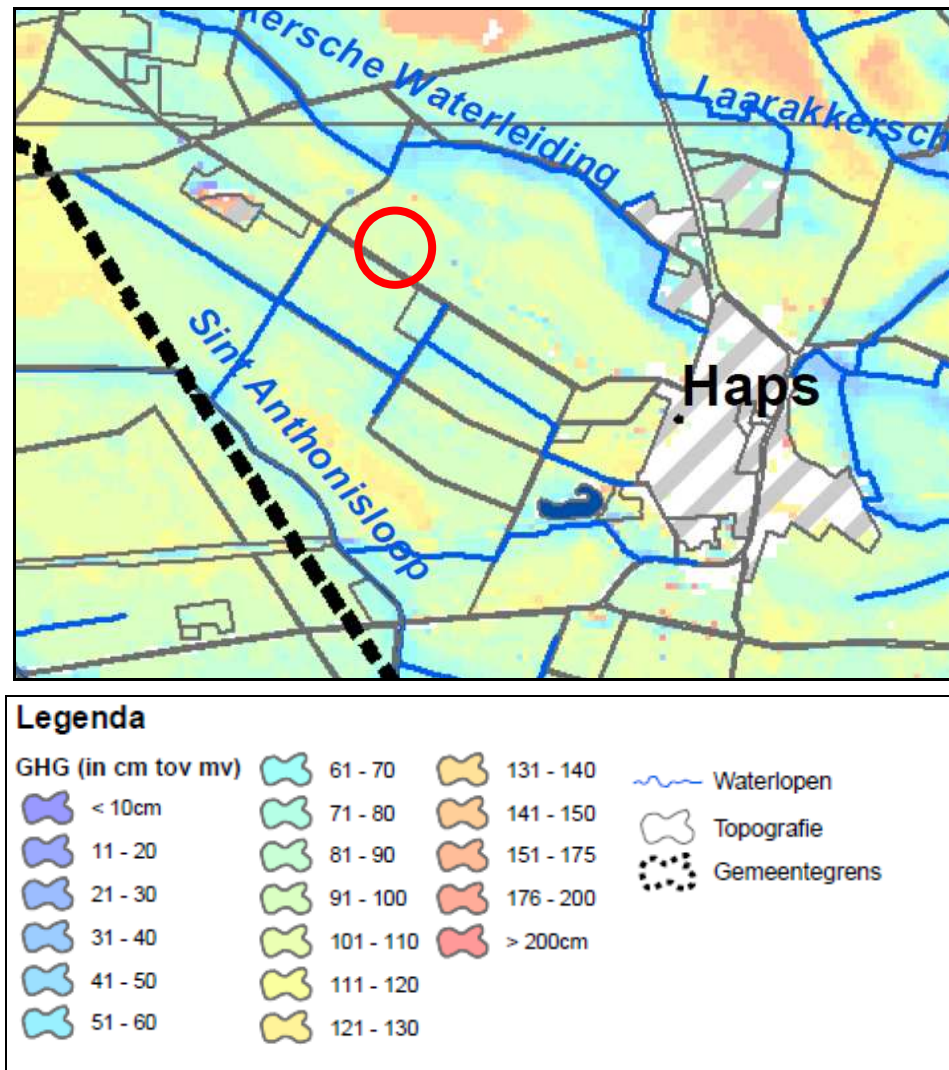 kersche Waterleiding
Laarakkersch
Sint Anthonisloop
Haps
Legenda
GHG (in cm tov mv)
< 10cm
11 - 20
21 - 30
31 - 40
41 - 50
51 - 60
61 - 70
71 - 80
81 - 90
91 - 100
101 - 110
111 - 120
121 - 130
131 - 140
141 - 150
151 - 175
176 - 200
> 200cm
Waterlopen
Topografie
Gemeentegrens